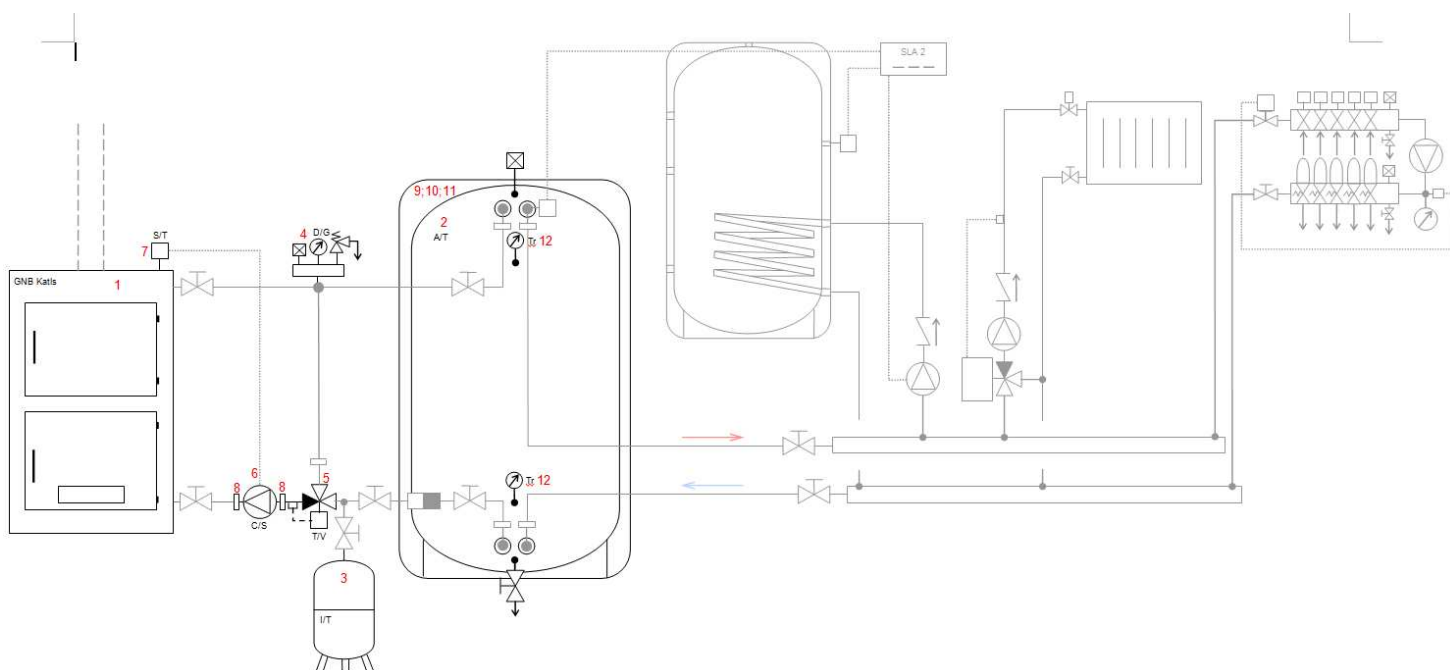 SLA 2
9;10;11
2
A/T
4 D/G
S/T
7
Tr 12
GNB Katls
1
6
8
8
5
C/S
T/V
Tr 12
3
I/T